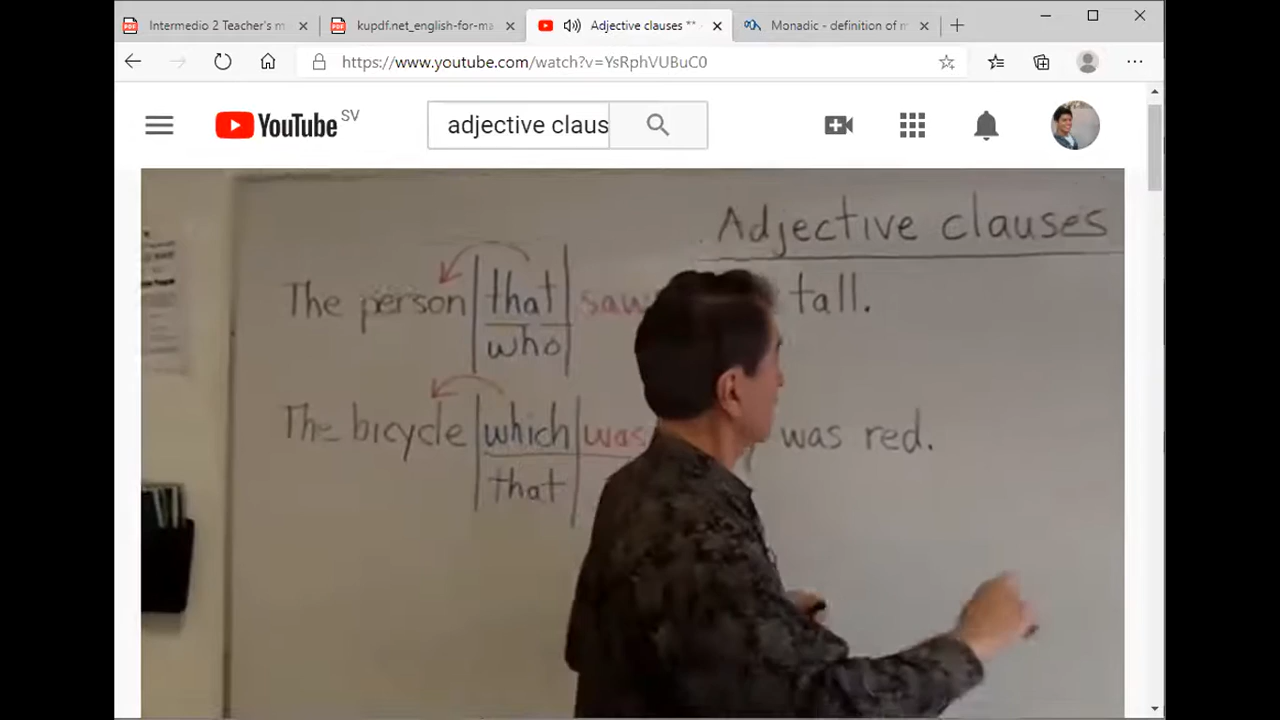 Intermedio 2 Teacher's m
kupdf.net_english-for-ma
Adjective clauses **
Monadic - definition of m
https://www.youtube.com/watch?v=YsRphVUBuC0
YouTube SV
adjective claus
Adjective clauses
The person that saw tall.
who
The bicycle which was was red.
that